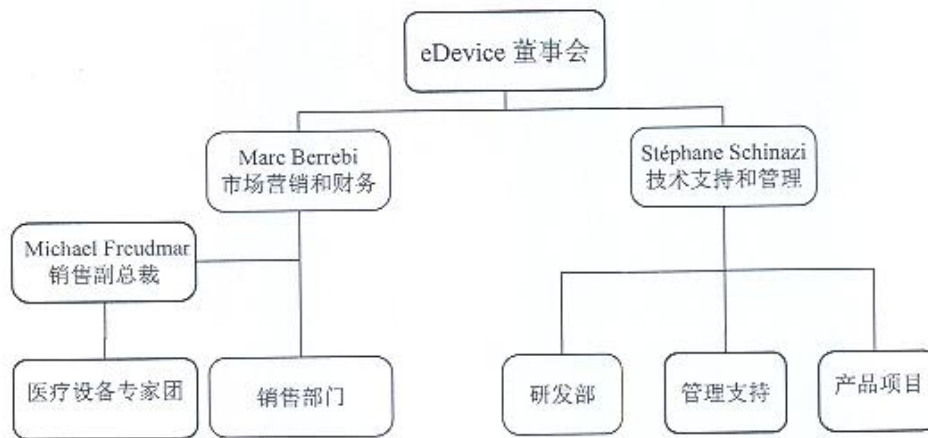 eDevice 董事会
Marc Berrebi
市场营销和财务
Stéphane Schinazi
技术支持和管理
Michael Freudmar
销售副总裁
医疗设备专家团
销售部门
研发部
管理支持
产品项目